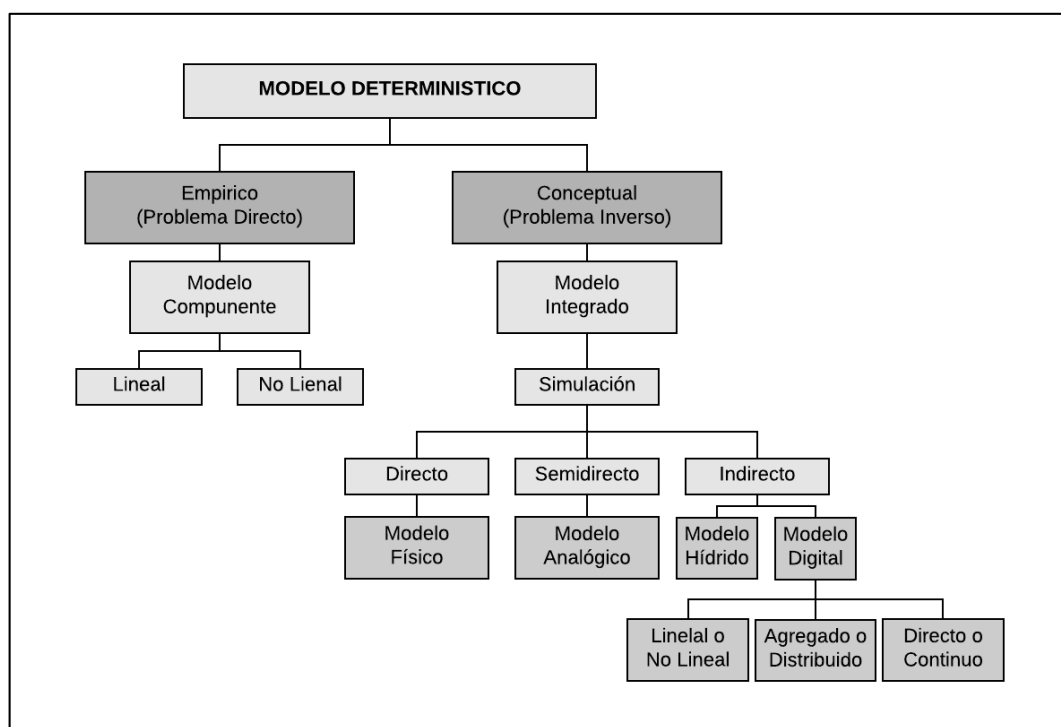 MODELO DETERMINISTICO
Empirico
(Problema Directo)
Conceptual
(Problema Inverso)
Modelo
Compunente
Modelo
Integrado
Lineal
No Lienal
Simulación
Directo
Semidirecto
Indirecto
Modelo
Físico
Modelo
Analógico
Modelo
Hídrido
Modelo
Digital
Linelal o
No Lineal
Agregado o
Distribuido
Directo o
Continuo